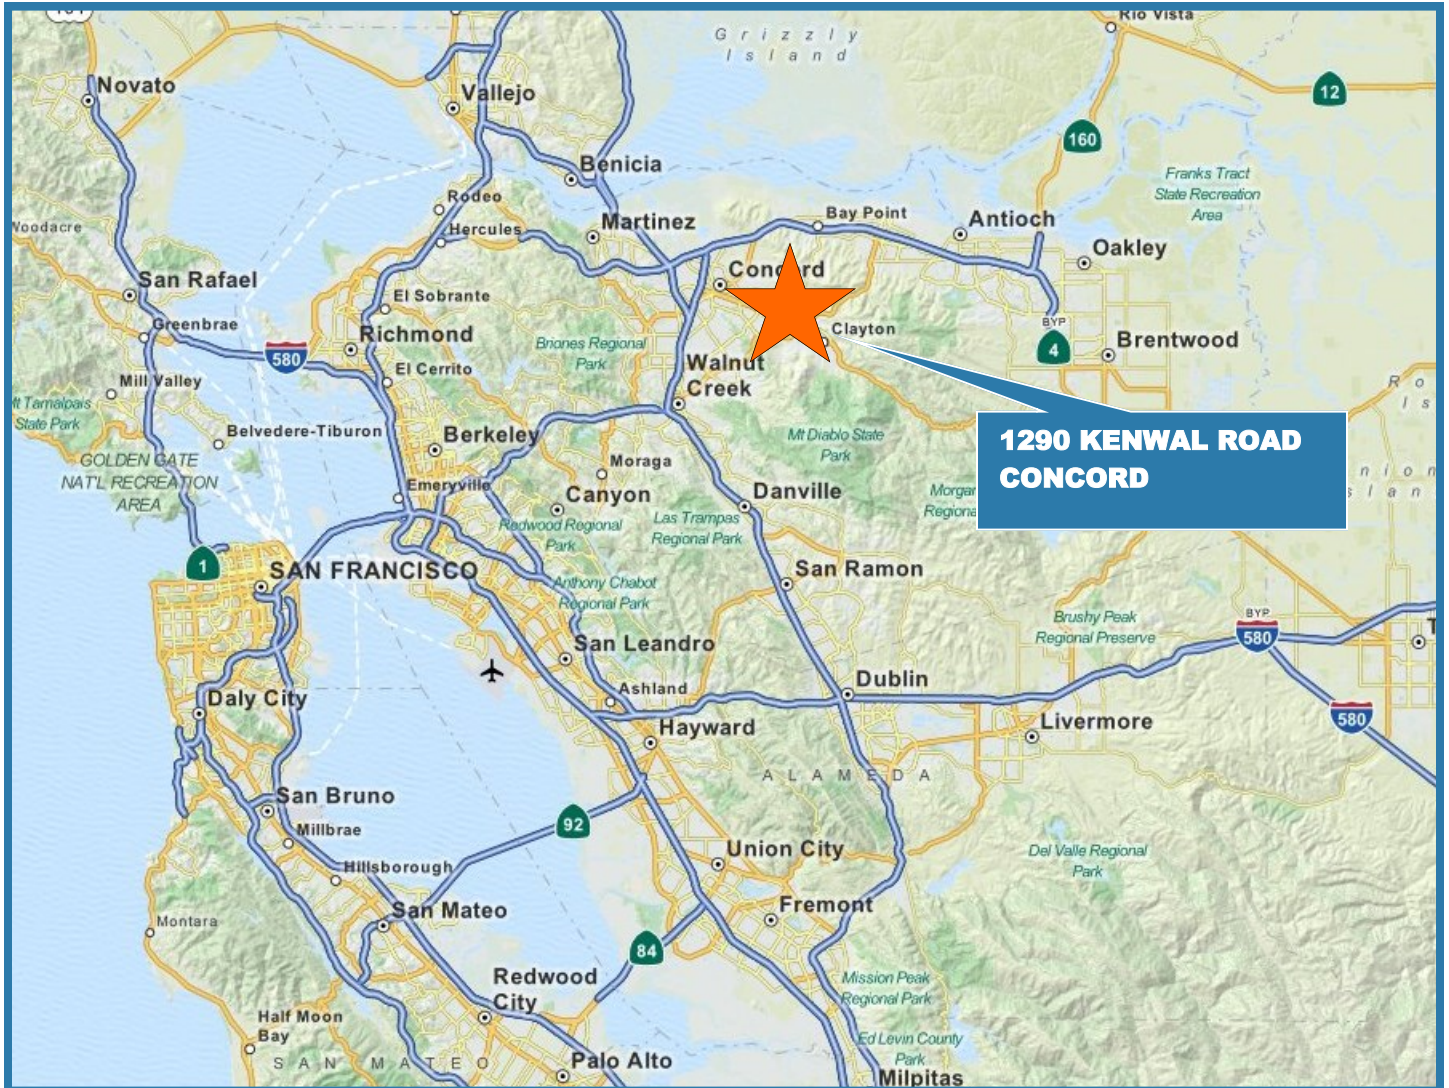 Rio Vista
Grizzly
Island
Novato
Vallejo
12
160
Benicia
Franks Tract
State Recreation
Area
Rodeo
Woodacre
Hercules
Martinez
Bay Point
Antioch
Oakley
San Rafael
Concord
El Sobrante
Greenbrae
Richmond
Clayton
BYP
4
Brentwood
580
Briones Regional
Park
Walnut
Creek
El Cerrito
Mill Valley
Mt Tamalpais
State Park
Belvedere-Tiburon
Berkeley
Mt Diablo State
Park
1290 KENWAL ROAD
CONCORD
GOLDEN GATE
NAT'L RECREATION
AREA
Moraga
Emeryville
Canyon
Danville
Redwood Regional
Park
Las Trampas
Regional Park
1
SAN FRANCISCO
Anthony Chabot
Regional Park
San Ramon
Brushy Peak
Regional Preserve
BYP
580
San Leandro
Daly City
Ashland
Dublin
Hayward
Livermore
580
ALAMEDA
San Bruno
Millbrae
92
Hillsborough
Union City
Del Valle Regional
Park
Montara
San Mateo
Fremont
84
Redwood
City
Mission Peak
Regional Park
Half Moon
Bay
Ed Levin County
Park
SAN MATEO
Palo Alto
Milpitas